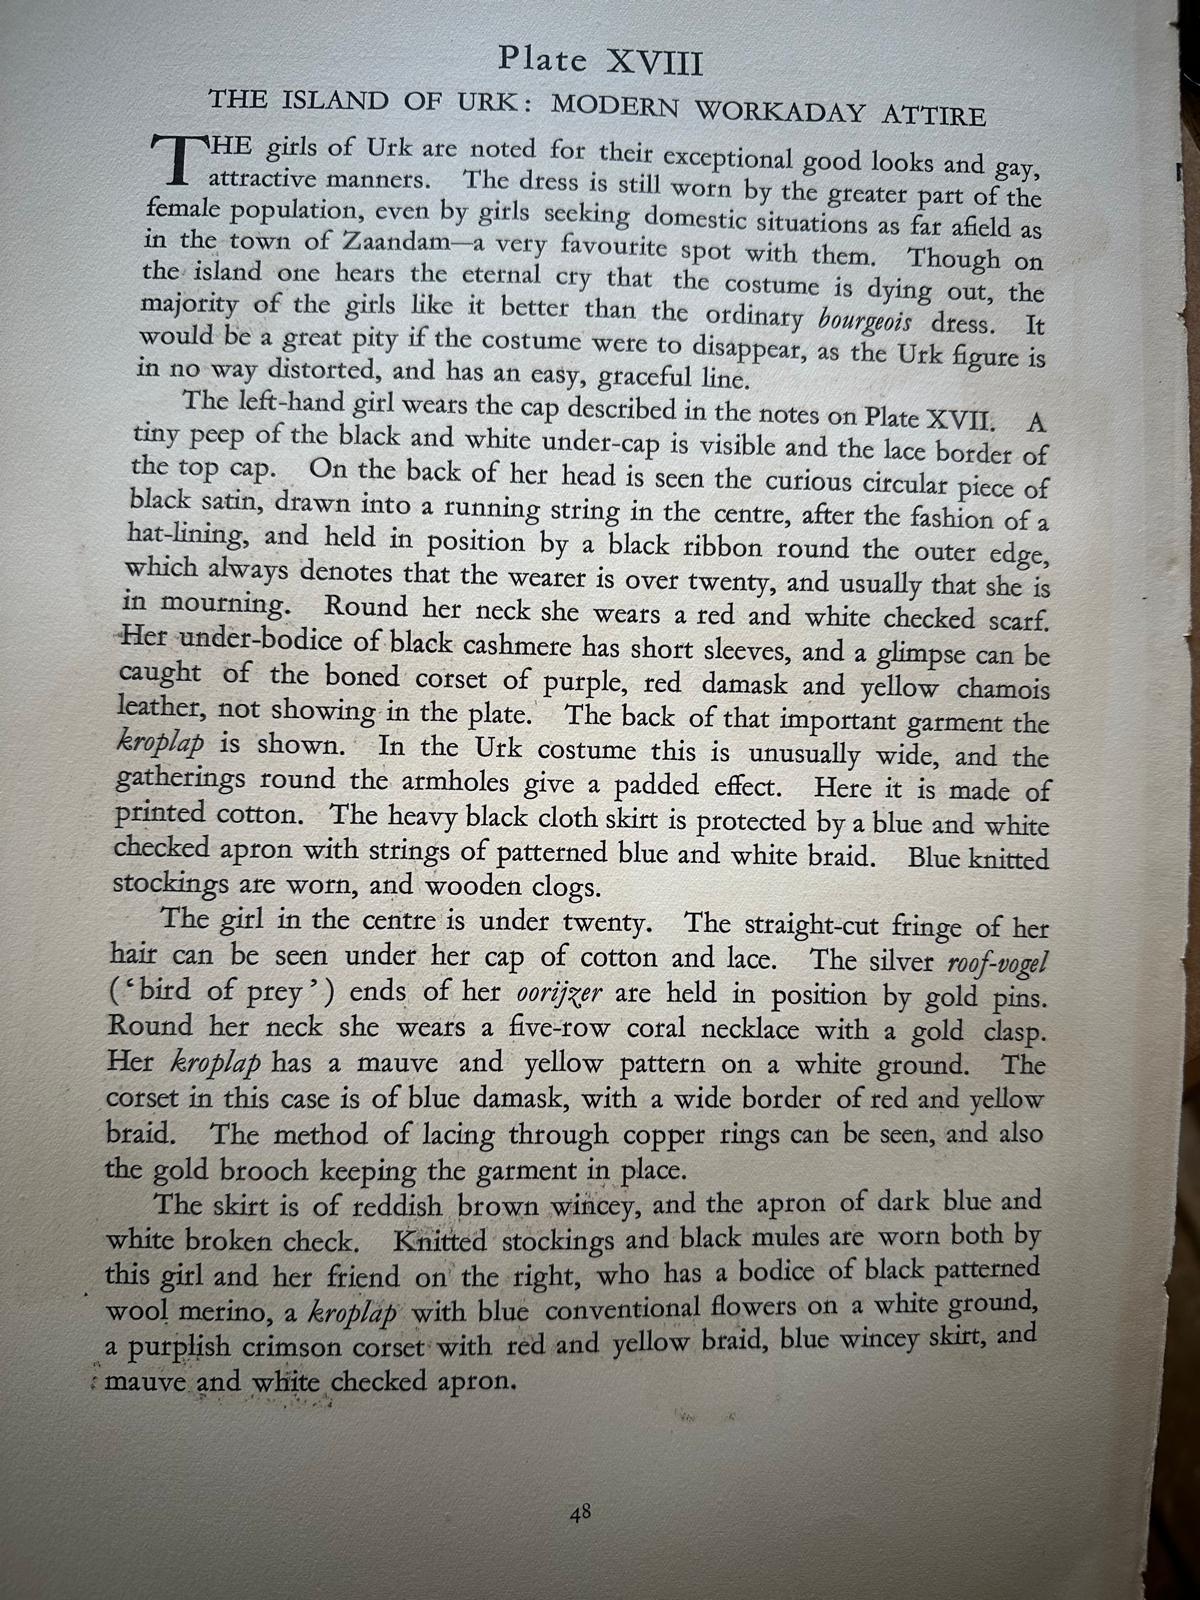 Plate XVIII
THE ISLAND OF URK: MODERN WORKADAY ATTIRE
THE girls of Urk are noted for their exceptional good looks and gay,
attractive manners. The dress is still worn by the greater part of the
female population, even by girls seeking domestic situations as far afield as
in the town of Zaandam—a very favourite spot with them. Though on
the island one hears the eternal cry that the costume is dying out, the
majority of the girls like it better than the ordinary bourgeois dress. It
would be a great pity if the costume were to disappear, as the Urk figure is
in no way distorted, and has an easy, graceful line.
The left-hand girl wears the cap described in the notes on Plate XVII. A
tiny peep of the black and white under-cap is visible and the lace border of
the top cap. On the back of her head is seen the curious circular piece of
black satin, drawn into a running string in the centre, after the fashion of a
hat-lining, and held in position by a black ribbon round the outer edge,
which always denotes that the wearer is over twenty, and usually that she is
in mourning. Round her neck she wears a red and white checked scarf.
Her under-bodice of black cashmere has short sleeves, and a glimpse can be
caught of the boned corset of purple, red damask and yellow chamois
leather, not showing in the plate. The back of that important garment the
kroplap is shown. In the Urk costume this is unusually wide, and the
gatherings round the armholes give a padded effect. Here it is made of
printed cotton. The heavy black cloth skirt is protected by a blue and white
checked apron with strings of patterned blue and white braid. Blue knitted
stockings are worn, and wooden clogs.
The girl in the centre is under twenty. The straight-cut fringe of her
hair can be seen under her cap of cotton and lace. The silver roof-vogel
(‘bird of prey’) ends of her oorijzer are held in position by gold pins.
Round her neck she wears a five-row coral necklace with a gold clasp.
Her kroplap has a mauve and yellow pattern on a white ground. The
corset in this case is of blue damask, with a wide border of red and yellow
braid. The method of lacing through copper rings can be seen, and also
the gold brooch keeping the garment in place.
The skirt is of reddish brown wincey, and the apron of dark blue and
white broken check. Knitted stockings and black mules are worn both by
this girl and her friend on the right, who has a bodice of black patterned
wool merino, a kroplap with blue conventional flowers on a white ground,
a purplish crimson corset with red and yellow braid, blue wincey skirt, and
mauve and white checked apron.
48